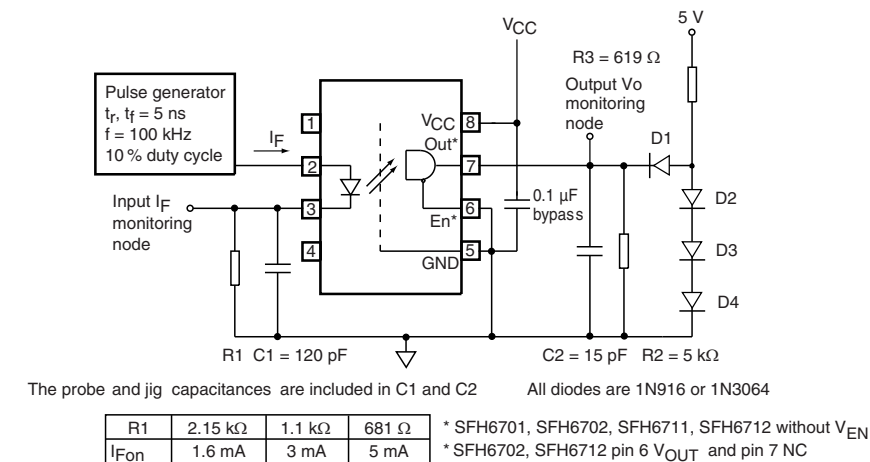 5 V
VCC
R3 = 619 Ω
Output Vo
monitoring
node
Pulse generator
tr, tf = 5 ns
f = 100 kHz
10 % duty cycle
IF
1
2
3
4
VCC
8
Out*
7
En*
6
GND
5
D1
D2
D3
D4
0.1 µF
bypass
Input IF
monitoring
node
R1 C1 = 120 pF
C2 = 15 pF R2 = 5 kΩ
The probe and jig capacitances are included in C1 and C2
All diodes are 1N916 or 1N3064
R1 2.15 kΩ 1.1 kΩ 681 Ω
IFon 1.6 mA 3 mA 5 mA
* SFH6701, SFH6702, SFH6711, SFH6712 without VEN
* SFH6702, SFH6712 pin 6 VOUT and pin 7 NC